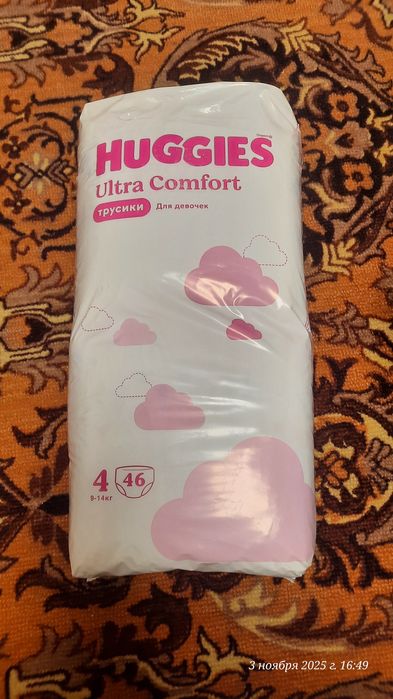 HUGGIES
Ultra Comfort
трусики Для девочек
4 46
9-14кг
3 ноября 2025 г. 16:49